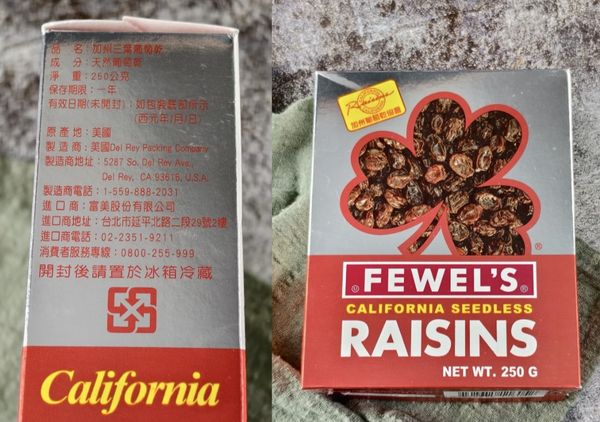 品 名：加州三葉葡萄乾
成 分：天然葡萄乾
淨 重：250公克
保存期限：一年
有效日期(未開封)：如包裝底部所示
(西元年/月/日)
原 產 地：美國
製 造 商：美國Del Rey Packing Company
製造商地址：5287 So. Del Rey Ave.,
Del Rey, CA 93616, U.S.A.
製造商電話：1-559-888-2031
進 口 商：富美股份有限公司
進口商地址：台北市延平北路二段29號2樓
進口商電話：02-2351-9211
消費者服務專線：0800-255-999
開封後請置於冰箱冷藏
California
Raisins
加州葡萄乾協會
®
FEWEL'S
CALIFORNIA SEEDLESS
RAISINS
NET WT. 250 G